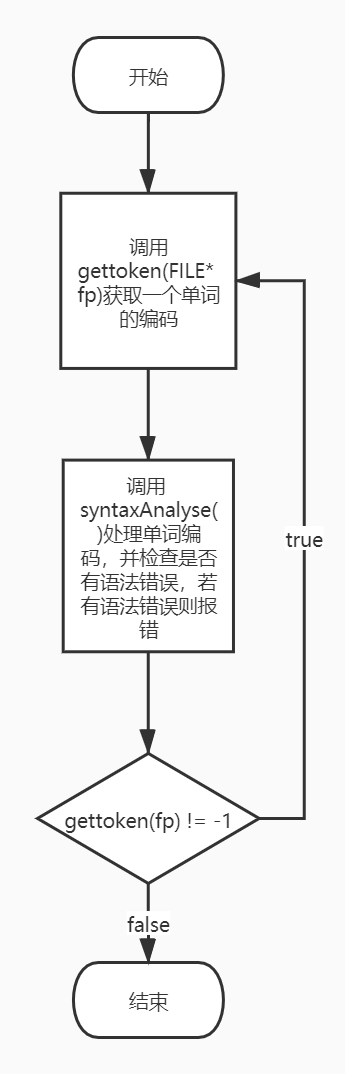 开始
调用
gettoken(FILE*
fp)获取一个单词
的编码
调用
syntaxAnalyse(
)处理单词编
码，并检查是否
有语法错误，若
有语法错误则报
错
true
gettoken(fp) != -1
false
结束